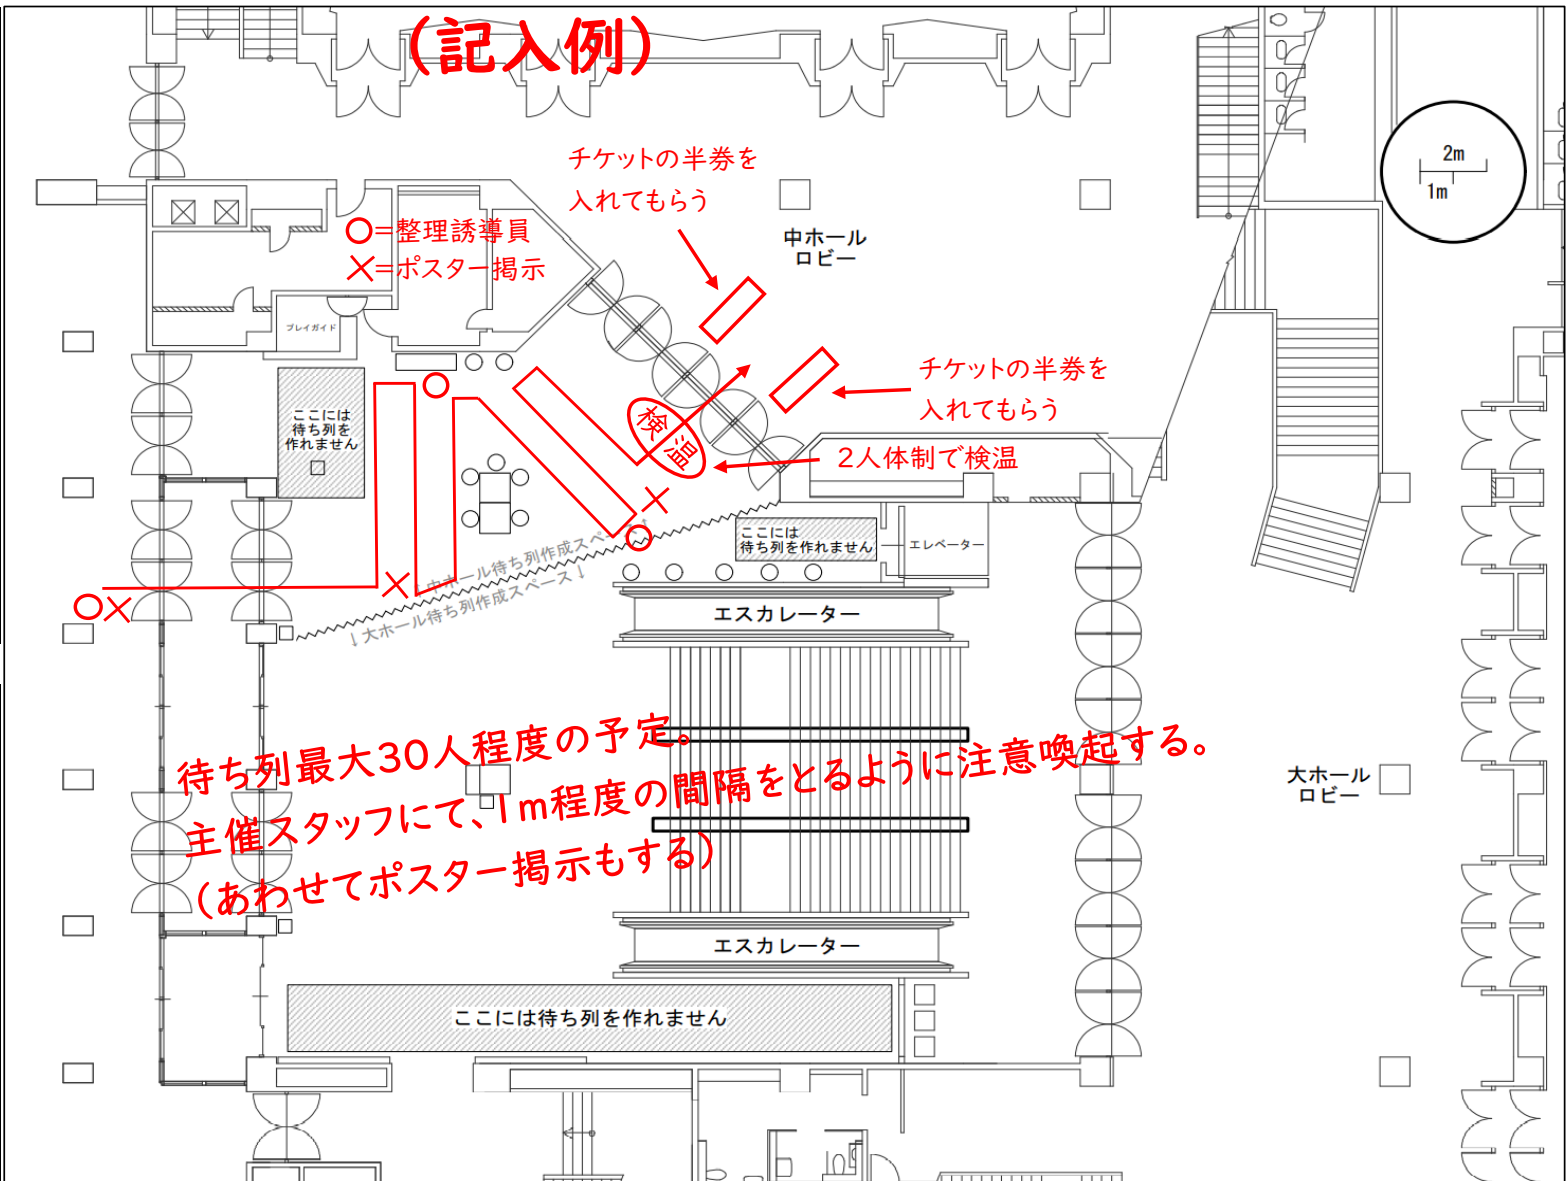 (記入例)
チケットの半券を
入れてもらう
2m
1m
中ホール
ロビー
○=整理誘導員
×=ポスター掲示
プレイガイド
チケットの半券を
入れてもらう
ここには
待ち列を
作れません
検温
2人体制で検温
ここには
待ち列を作れません
エレベーター
↑中ホール待ち列作成スペース↑
↓大ホール待ち列作成スペース↓
エスカレーター
待ち列最大30人程度の予定。
主催スタッフにて、1m程度の間隔をとるように注意喚起する。
(あわせてポスター掲示もする)
大ホール
ロビー
エスカレーター
ここには待ち列を作れません